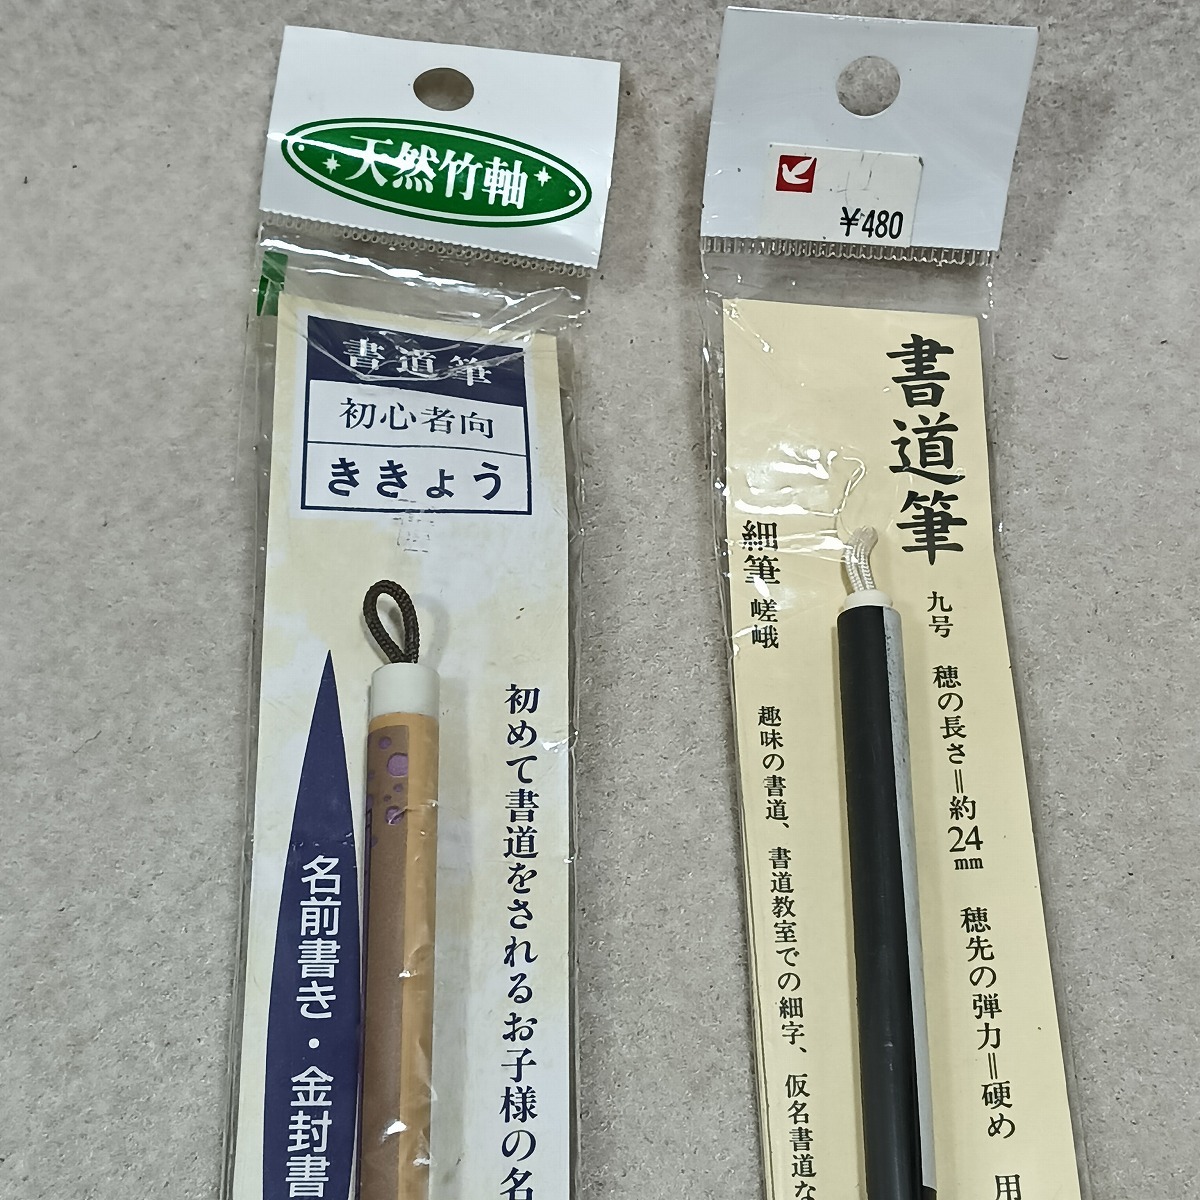 天然竹軸
書道筆
初心者向
ききょう
初めて書道をされるお子様の名
名前書き・金封書
¥480
書道筆
九号 穂の長さ=約24mm 穂先の弾力=硬め 用
細筆 嵯峨
趣味の書道、書道教室での細字、仮名書道な